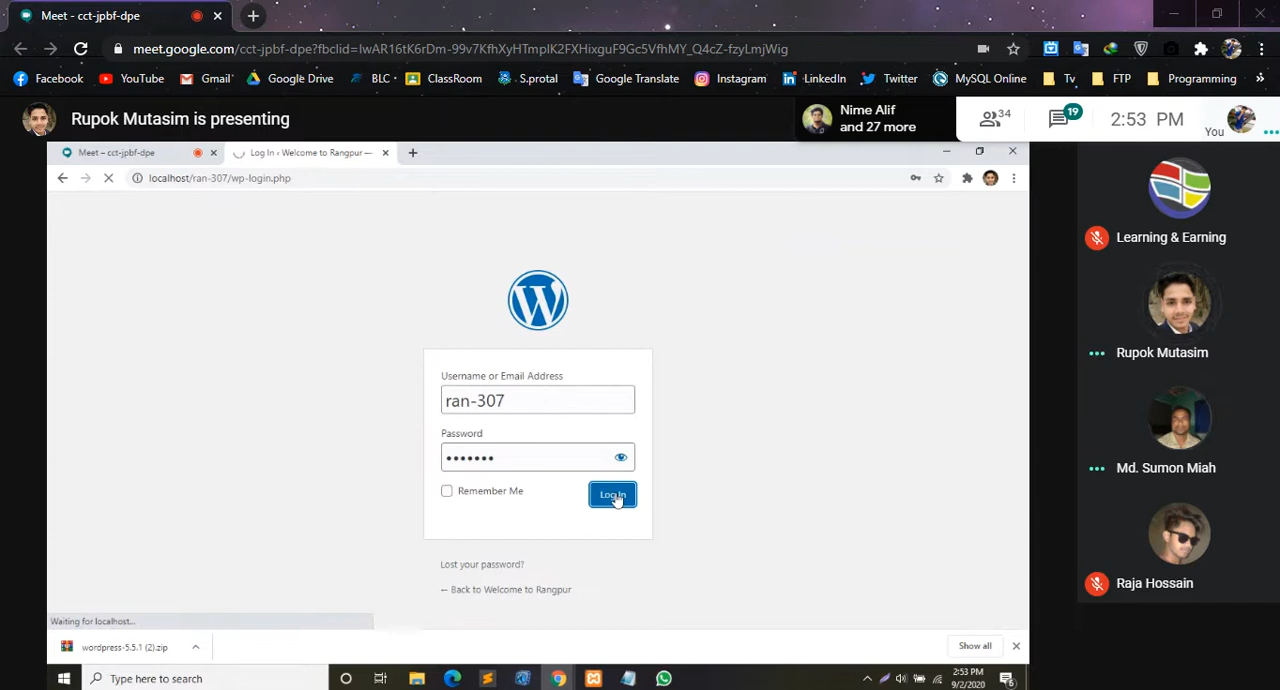 Meet - cct-jpbf-dpe
meet.google.com/cct-jpbf-dpe?fbclid=IwAR16tK6rDm-99v7KfhXyHTmplK2FXHixguF9Gc5VfhMY_Q4cZ-fzyLmjWig
Facebook YouTube Gmail Google Drive BLC ClassRoom S.protal Google Translate Instagram LinkedIn Twitter MySQL Online Tv FTP Programming »
Rupok Mutasim is presenting
Nime Alif
and 27 more
34
19
2:53 PM
You
Meet – cct-jpbf-dpe
Log In ‹ Welcome to Rangpur —
localhost/ran-307/wp-login.php
Username or Email Address
ran-307
Password
•••••••
Remember Me
Log In
Lost your password?
← Back to Welcome to Rangpur
Learning & Earning
Rupok Mutasim
Md. Sumon Miah
Raja Hossain
Waiting for localhost...
wordpress-5.5.1 (2).zip
Show all
Type here to search
2:53 PM
9/2/2020
6